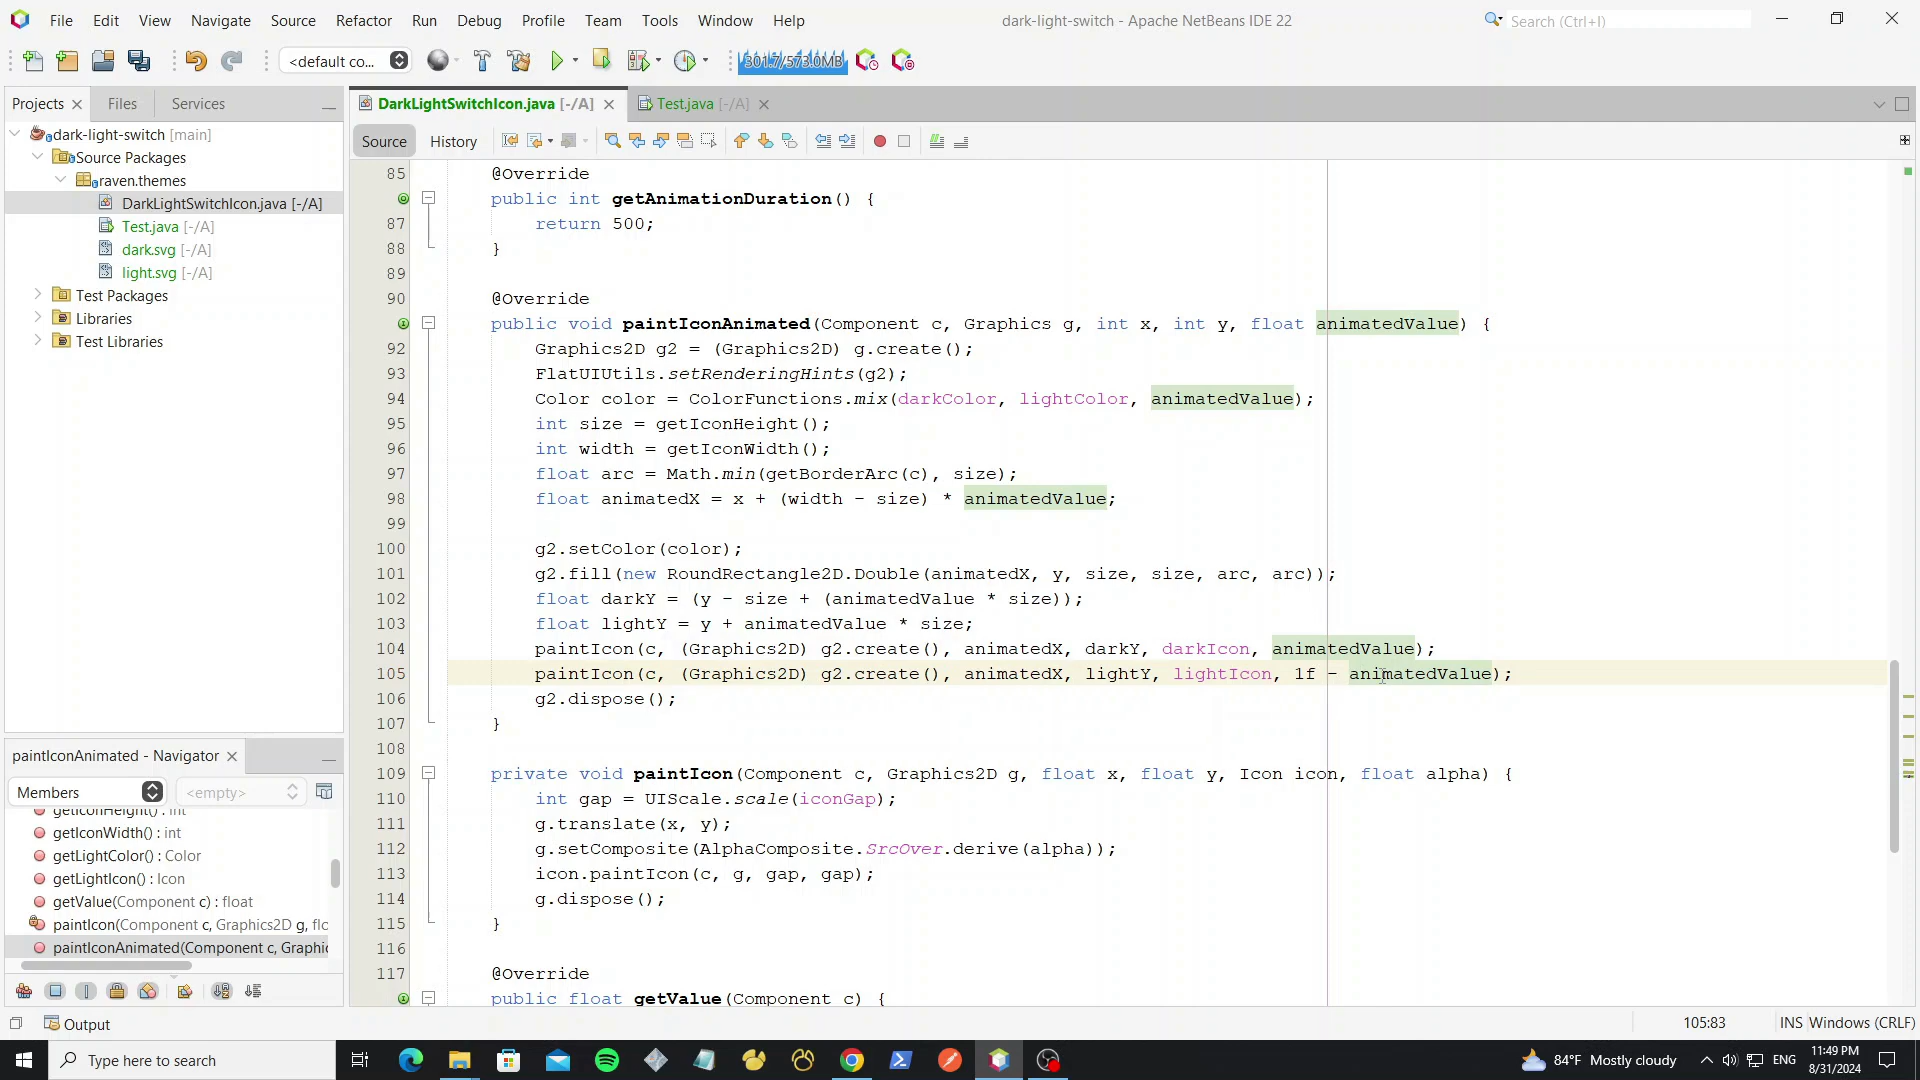 File Edit View Navigate Source Refactor Run Debug Profile Team Tools Window Help
dark-light-switch - Apache NetBeans IDE 22
Search (Ctrl+I)
<default co...
301.7/573.0MB
Projects
Files
Services
DarkLightSwitchIcon.java [-/A]
Test.java [-/A]
Source
History
dark-light-switch [main]
Source Packages
raven.themes
DarkLightSwitchIcon.java [-/A]
Test.java [-/A]
dark.svg [-/A]
light.svg [-/A]
Test Packages
Libraries
Test Libraries
85 @Override
public int getAnimationDuration() {
87 return 500;
88 }
89
90 @Override
public void paintIconAnimated(Component c, Graphics g, int x, int y, float animatedValue) {
92 Graphics2D g2 = (Graphics2D) g.create();
93 FlatUIUtils.setRenderingHints(g2);
94 Color color = ColorFunctions.mix(darkColor, lightColor, animatedValue);
95 int size = getIconHeight();
96 int width = getIconWidth();
97 float arc = Math.min(getBorderArc(c), size);
98 float animatedX = x + (width - size) * animatedValue;
99
100 g2.setColor(color);
101 g2.fill(new RoundRectangle2D.Double(animatedX, y, size, size, arc, arc));
102 float darkY = (y - size + (animatedValue * size));
103 float lightY = y + animatedValue * size;
104 paintIcon(c, (Graphics2D) g2.create(), animatedX, darkY, darkIcon, animatedValue);
105 paintIcon(c, (Graphics2D) g2.create(), animatedX, lightY, lightIcon, 1f - animatedValue);
106 g2.dispose();
107 }
108
109 private void paintIcon(Component c, Graphics2D g, float x, float y, Icon icon, float alpha) {
110 int gap = UIScale.scale(iconGap);
111 g.translate(x, y);
112 g.setComposite(AlphaComposite.SrcOver.derive(alpha));
113 icon.paintIcon(c, g, gap, gap);
114 g.dispose();
115 }
116
117 @Override
public float getValue(Component c) {
paintIconAnimated - Navigator
Members
<empty>
getIconHeight() : int
getIconWidth() : int
getLightColor() : Color
getLightIcon() : Icon
getValue(Component c) : float
paintIcon(Component c, Graphics2D g, flo
paintIconAnimated(Component c, Graphic
Output
105:83
INS Windows (CRLF)
Type here to search
84°F Mostly cloudy
ENG
11:49 PM
8/31/2024